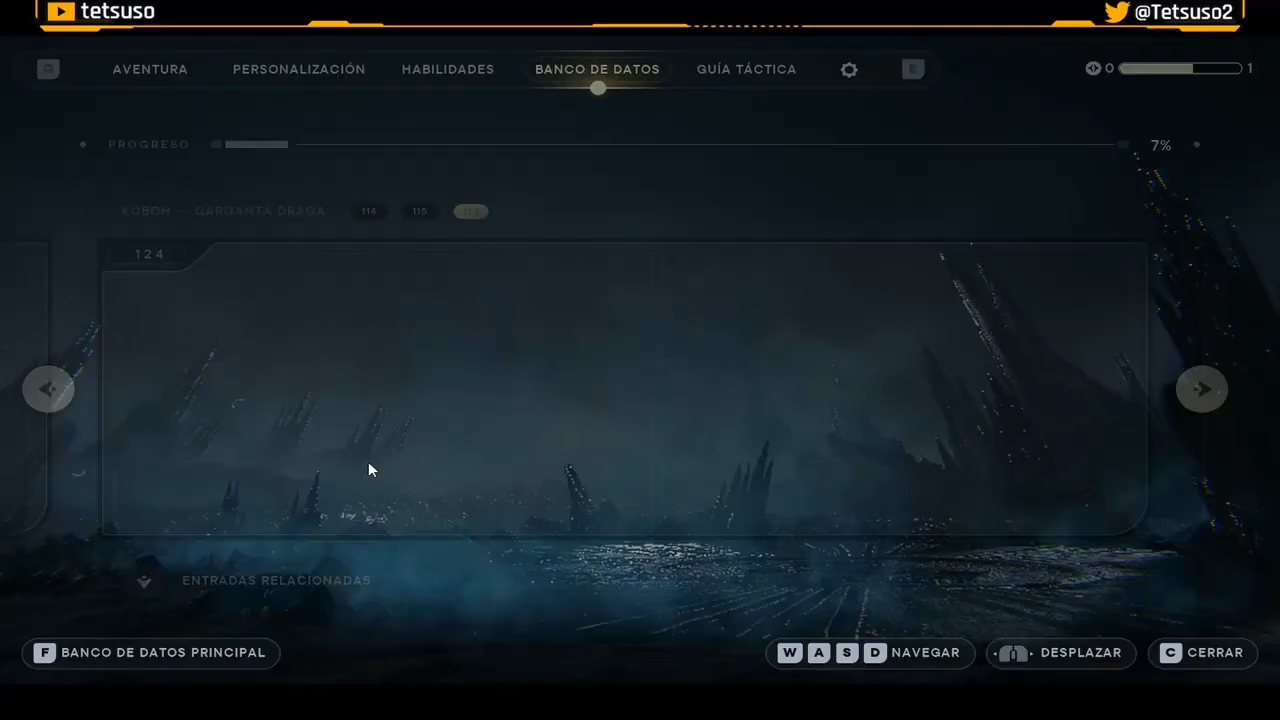 tetsuso
@Tetsuso2
Q
AVENTURA
PERSONALIZACIÓN
HABILIDADES
BANCO DE DATOS
GUÍA TÁCTICA
E
0
1
PROGRESO
7%
KOBOH — GARGANTA DRAGA
114
115
124
ENTRADAS RELACIONADAS
F BANCO DE DATOS PRINCIPAL
W A S D NAVEGAR
DESPLAZAR
C CERRAR